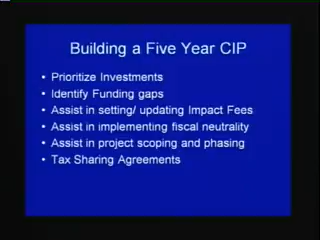 Building a Five Year CIP
• Prioritize Investments
• Identify Funding gaps
• Assist in setting/ updating Impact Fees
• Assist in implementing fiscal neutrality
• Assist in project scoping and phasing
• Tax Sharing Agreements